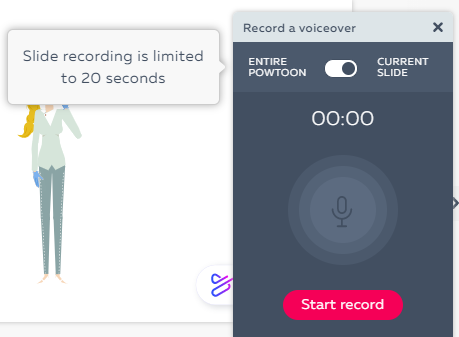 Slide recording is limited
to 20 seconds
Record a voiceover
ENTIRE
POWTOON
CURRENT
SLIDE
00:00
Start record